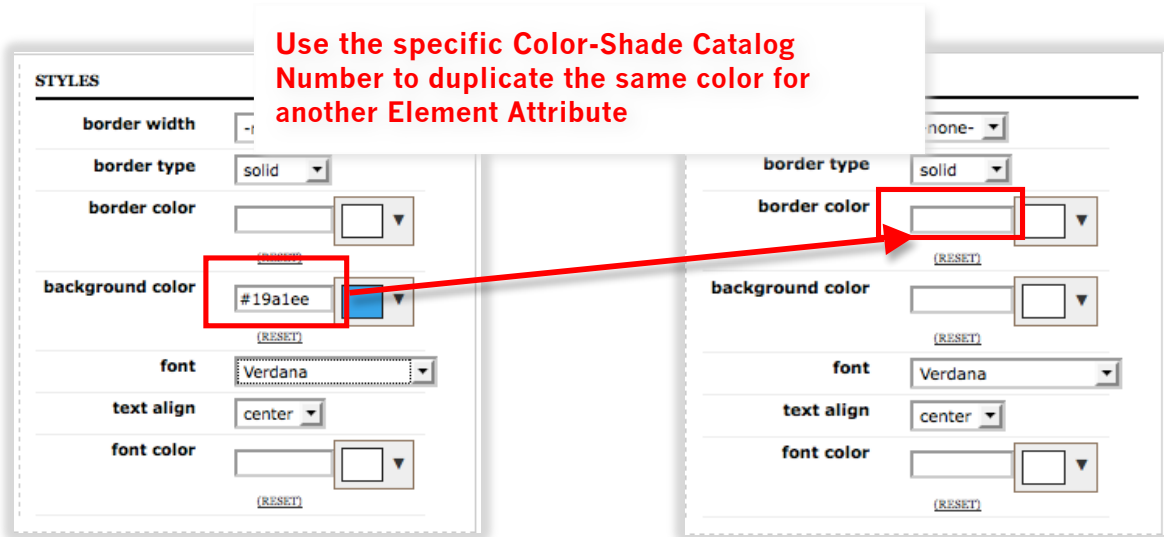 Use the specific Color-Shade Catalog
Number to duplicate the same color for
another Element Attribute
STYLES
border width
border type
solid
border color
(RESET)
background color
#19a1ee
(RESET)
font
Verdana
text align
center
font color
(RESET)
-none-
border type
solid
border color
(RESET)
background color
(RESET)
font
Verdana
text align
center
font color
(RESET)